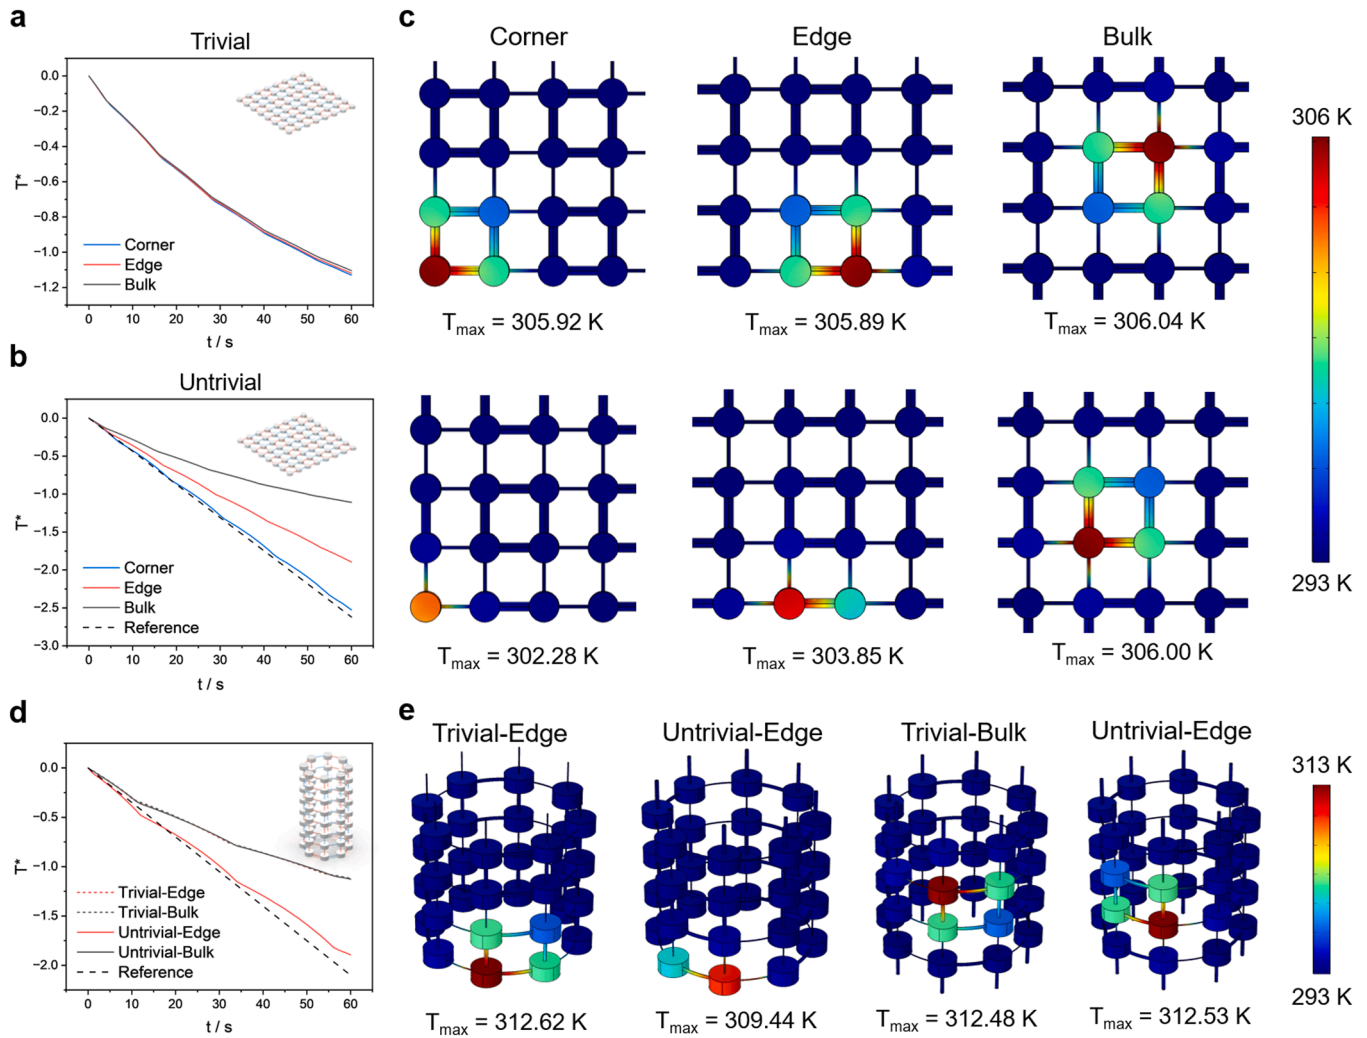 a
Trivial
0.0
−0.2
−0.4
−0.6
−0.8
−1.0
−1.2
T*
Corner
Edge
Bulk
0 10 20 30 40 50 60
t / s
b
Untrivial
0.0
−0.5
−1.0
−1.5
−2.0
−2.5
−3.0
T*
Corner
Edge
Bulk
Reference
0 10 20 30 40 50 60
t / s
c
Corner Edge Bulk
Tmax = 305.92 K Tmax = 305.89 K Tmax = 306.04 K
Tmax = 302.28 K Tmax = 303.85 K Tmax = 306.00 K
306 K
293 K
d
0.0
−0.5
−1.0
−1.5
−2.0
T*
Trivial-Edge
Trivial-Bulk
Untrivial-Edge
Untrivial-Bulk
Reference
0 10 20 30 40 50 60
t / s
e
Trivial-Edge Untrivial-Edge Trivial-Bulk Untrivial-Edge
Tmax = 312.62 K Tmax = 309.44 K Tmax = 312.48 K Tmax = 312.53 K
313 K
293 K